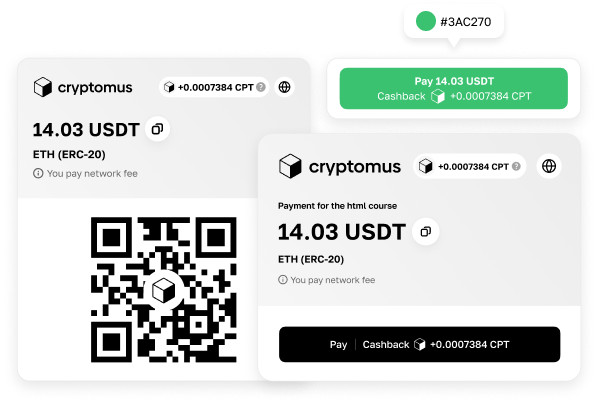 #3AC270
Pay 14.03 USDT
Cashback +0.0007384 CPT
cryptomus
+0.0007384 CPT ?
14.03 USDT
ETH (ERC-20)
You pay network fee
cryptomus
+0.0007384 CPT ?
Payment for the html course
14.03 USDT
ETH (ERC-20)
You pay network fee
Pay | Cashback +0.0007384 CPT